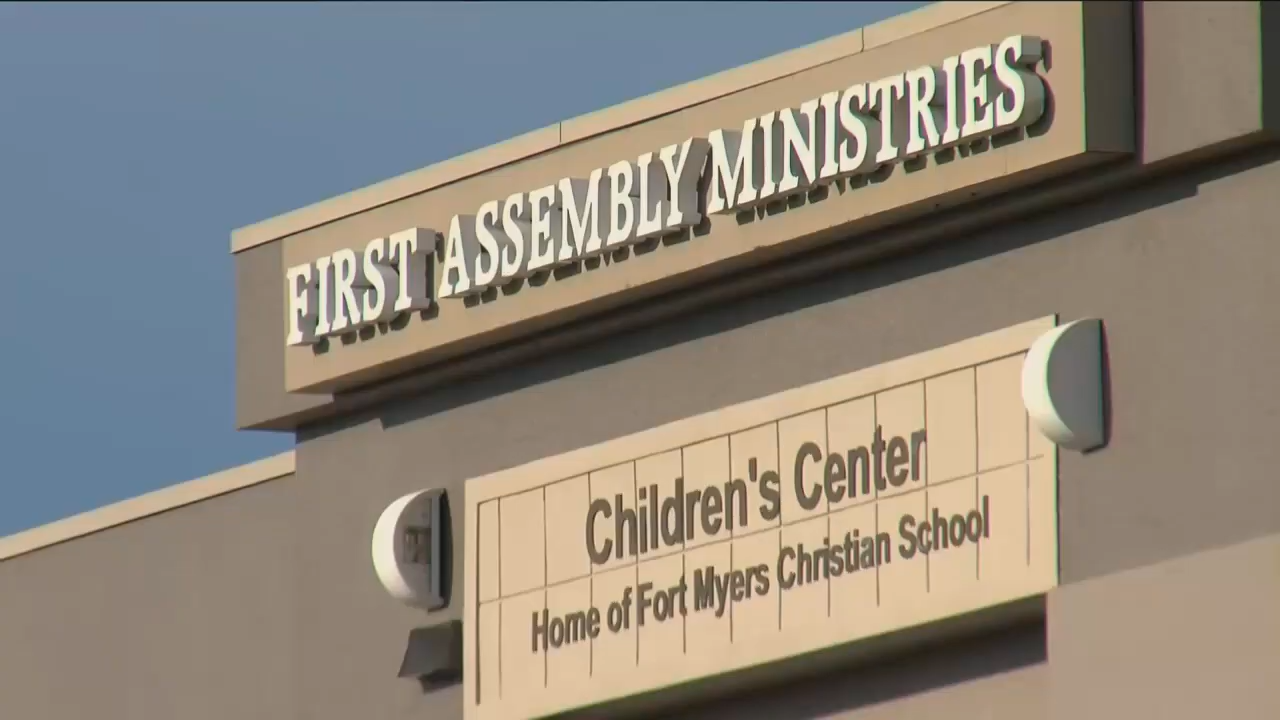 FIRST ASSEMBLY MINISTRIES
Children's Center
Home of Fort Myers Christian School